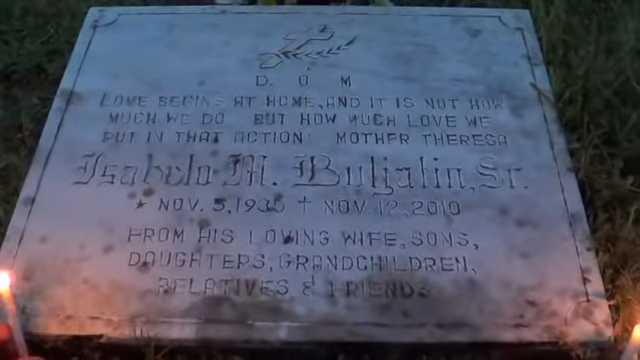 D. O M
LOVE BEGINS AT HOME, AND IT IS NOT HOW
MUCH WE DO BUT HOW MUCH LOVE WE
PUT IN THAT ACTION. MOTHER THERESA
Isabelo M. Buljatin, Sr.
* NOV. 5, 1935 + NOV. 12, 2010
FROM HIS LOVING WIFE, SONS,
DAUGHTERS, GRANDCHILDREN,
RELATIVES & FRIENDS